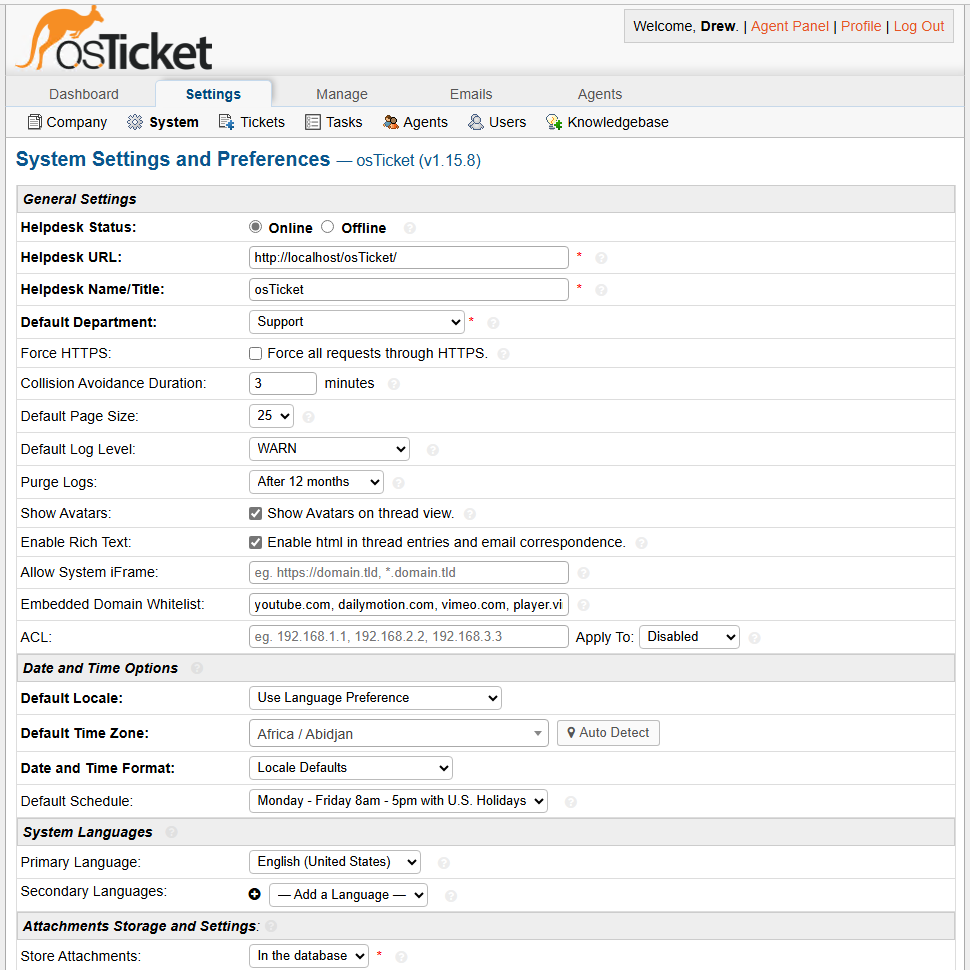 Welcome, Drew. | Agent Panel | Profile | Log Out
osTicket
Dashboard Settings Manage Emails Agents
Company System Tickets Tasks Agents Users Knowledgebase
System Settings and Preferences — osTicket (v1.15.8)
General Settings
Helpdesk Status: Online Offline ?
Helpdesk URL: http://localhost/osTicket/ * ?
Helpdesk Name/Title: osTicket * ?
Default Department: Support * ?
Force HTTPS: Force all requests through HTTPS. ?
Collision Avoidance Duration: 3 minutes ?
Default Page Size: 25 ?
Default Log Level: WARN ?
Purge Logs: After 12 months ?
Show Avatars: Show Avatars on thread view. ?
Enable Rich Text: Enable html in thread entries and email correspondence. ?
Allow System iFrame: eg. https://domain.tld, *.domain.tld ?
Embedded Domain Whitelist: youtube.com, dailymotion.com, vimeo.com, player.vi ?
ACL: eg. 192.168.1.1, 192.168.2.2, 192.168.3.3 Apply To: Disabled ?
Date and Time Options ?
Default Locale: Use Language Preference
Default Time Zone: Africa / Abidjan Auto Detect
Date and Time Format: Locale Defaults
Default Schedule: Monday - Friday 8am - 5pm with U.S. Holidays ?
System Languages ?
Primary Language: English (United States) ?
Secondary Languages: — Add a Language — ?
Attachments Storage and Settings: ?
Store Attachments: In the database * ?